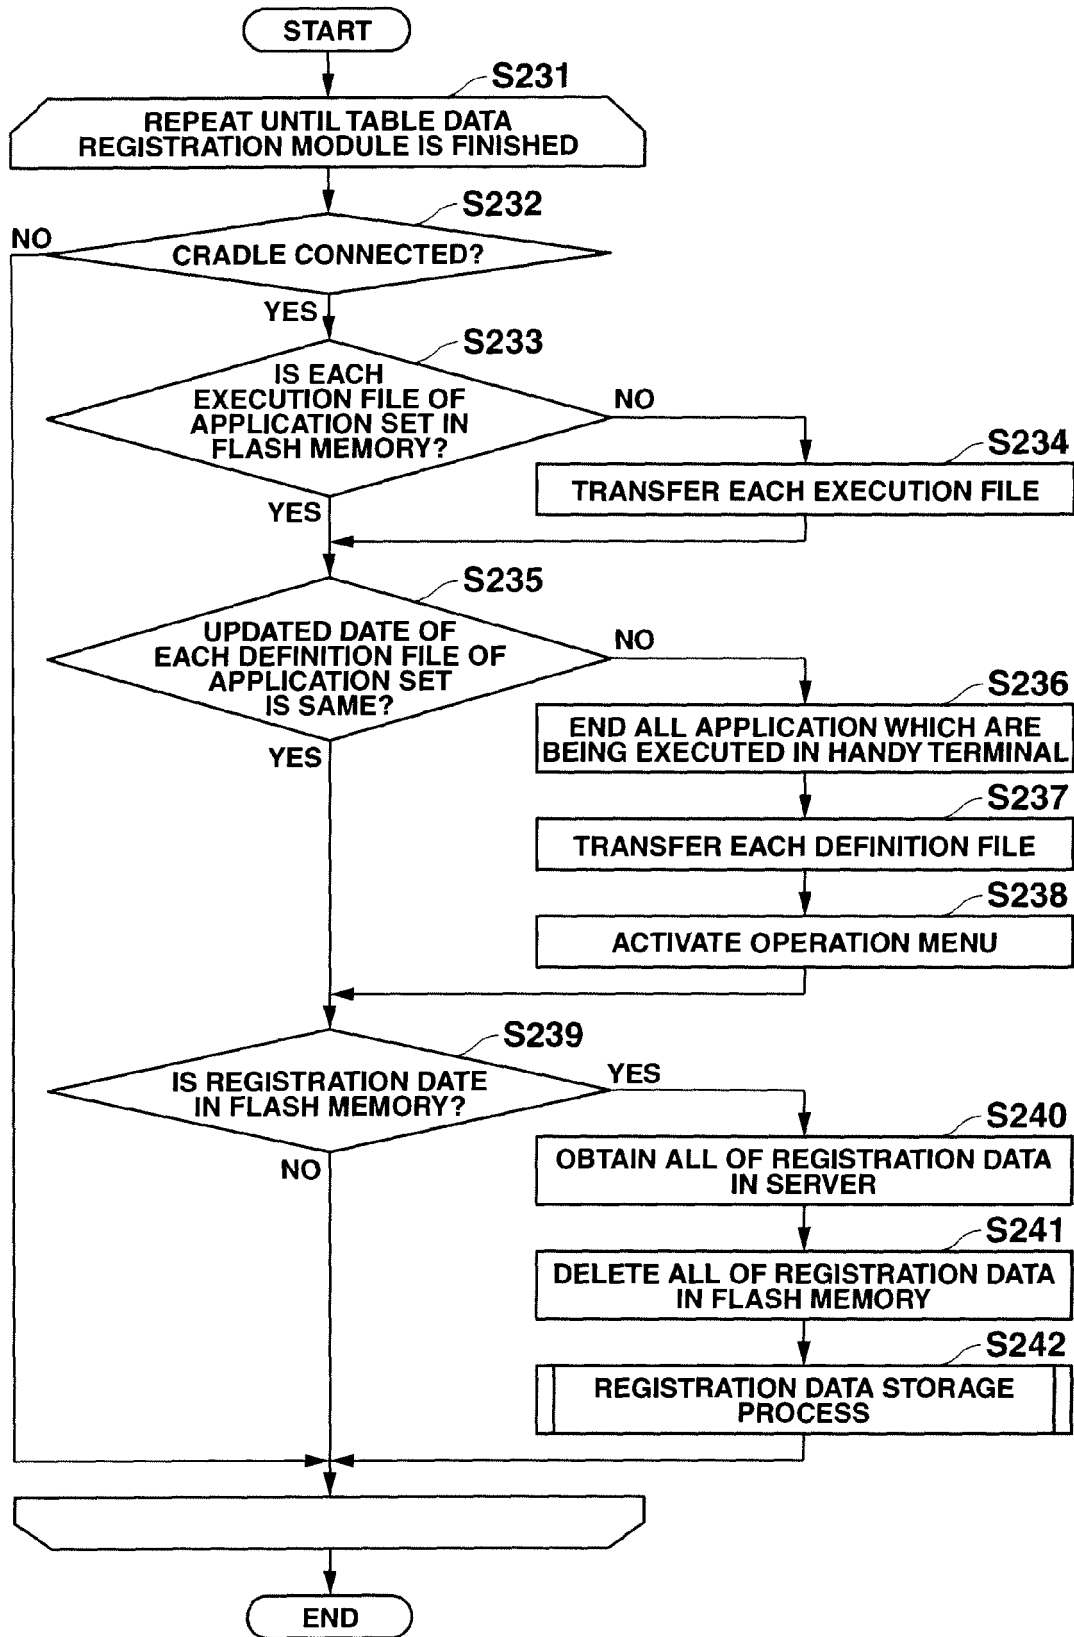 START
S231
REPEAT UNTIL TABLE DATA
REGISTRATION MODULE IS FINISHED
S232
NO
CRADLE CONNECTED?
YES
S233
IS EACH
EXECUTION FILE OF
APPLICATION SET IN
FLASH MEMORY?
NO
S234
TRANSFER EACH EXECUTION FILE
YES
S235
UPDATED DATE OF
EACH DEFINITION FILE OF
APPLICATION SET
IS SAME?
NO
S236
END ALL APPLICATION WHICH ARE
BEING EXECUTED IN HANDY TERMINAL
YES
S237
TRANSFER EACH DEFINITION FILE
S238
ACTIVATE OPERATION MENU
S239
IS REGISTRATION DATE
IN FLASH MEMORY?
YES
S240
OBTAIN ALL OF REGISTRATION DATA
IN SERVER
NO
S241
DELETE ALL OF REGISTRATION DATA
IN FLASH MEMORY
S242
REGISTRATION DATA STORAGE
PROCESS
END